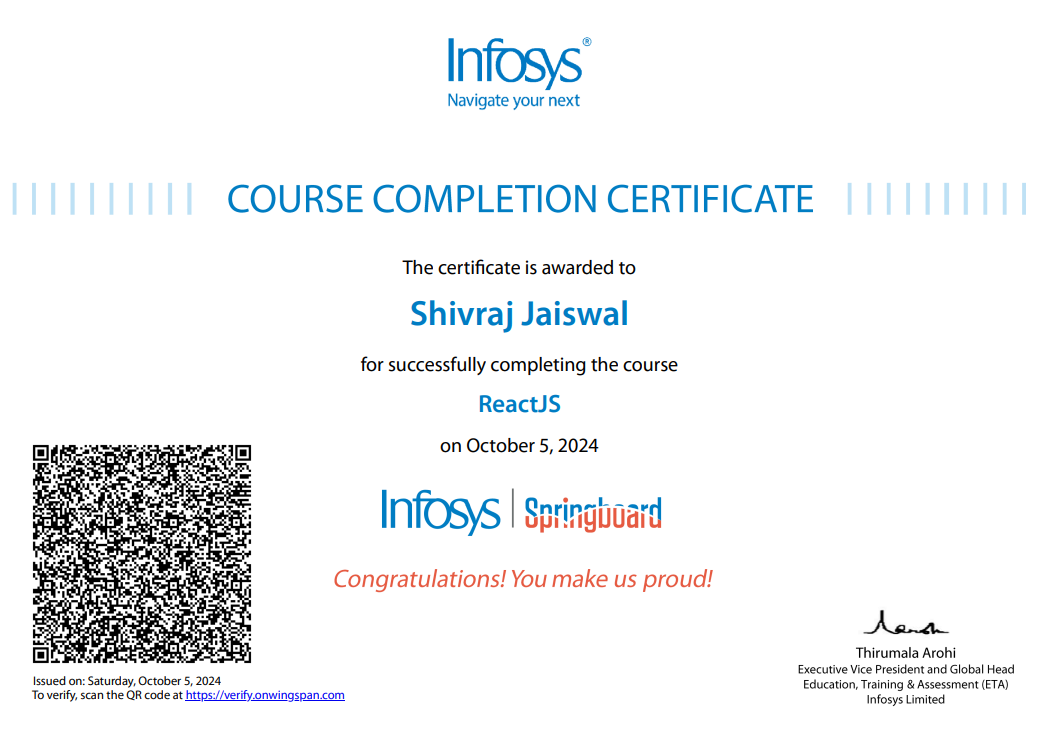 Infosys®
Navigate your next
COURSE COMPLETION CERTIFICATE
The certificate is awarded to
Shivraj Jaiswal
for successfully completing the course
ReactJS
on October 5, 2024
Infosys | Springboard
Congratulations! You make us proud!
Issued on: Saturday, October 5, 2024
To verify, scan the QR code at https://verify.onwingspan.com
Thirumala Arohi
Executive Vice President and Global Head
Education, Training & Assessment (ETA)
Infosys Limited